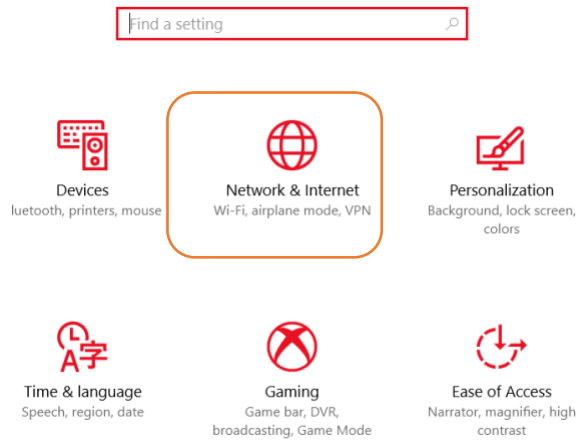 Find a setting
Devices
luetooth, printers, mouse
Network & Internet
Wi-Fi, airplane mode, VPN
Personalization
Background, lock screen,
colors
A字
Time & language
Speech, region, date
Gaming
Game bar, DVR,
broadcasting, Game Mode
Ease of Access
Narrator, magnifier, high
contrast